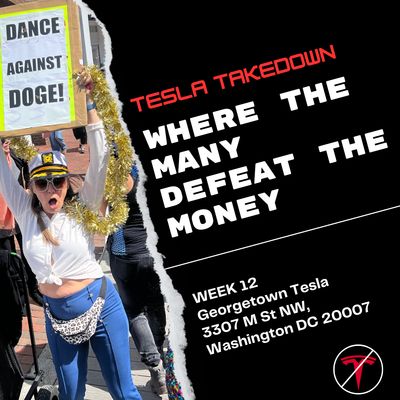 DANCE
AGAINST
DOGE!
TESLA TAKEDOWN
WHERE THE
MANY
DEFEAT THE
MONEY
WEEK 12
Georgetown Tesla
3307 M St NW,
Washington DC 20007